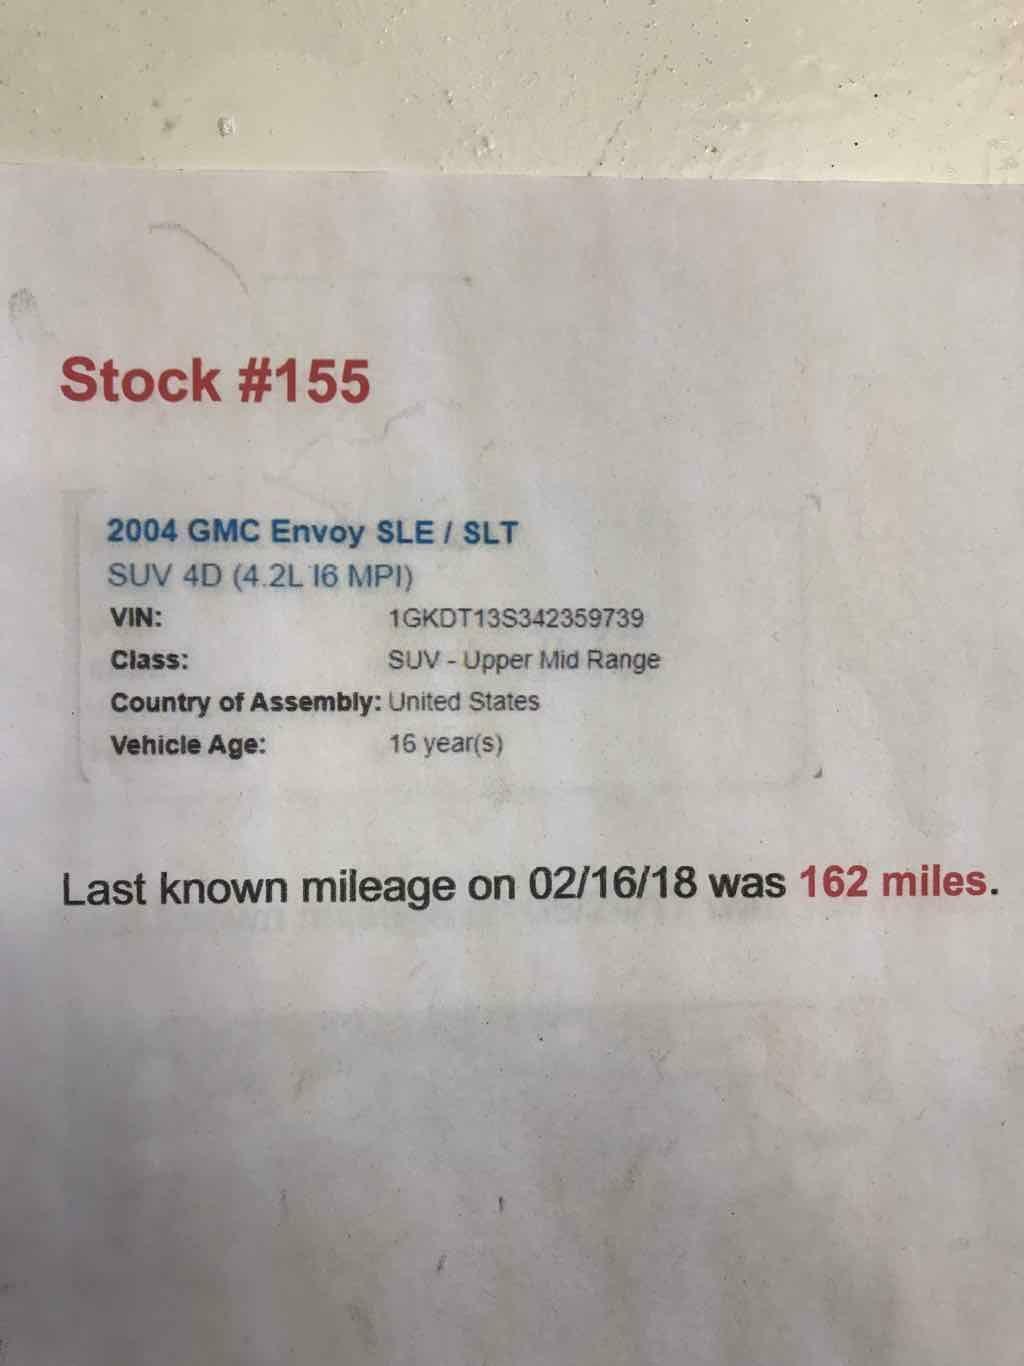 Stock #155
2004 GMC Envoy SLE / SLT
SUV 4D (4.2L I6 MPI)
VIN: 1GKDT13S342359739
Class: SUV - Upper Mid Range
Country of Assembly: United States
Vehicle Age: 16 year(s)
Last known mileage on 02/16/18 was 162 miles.